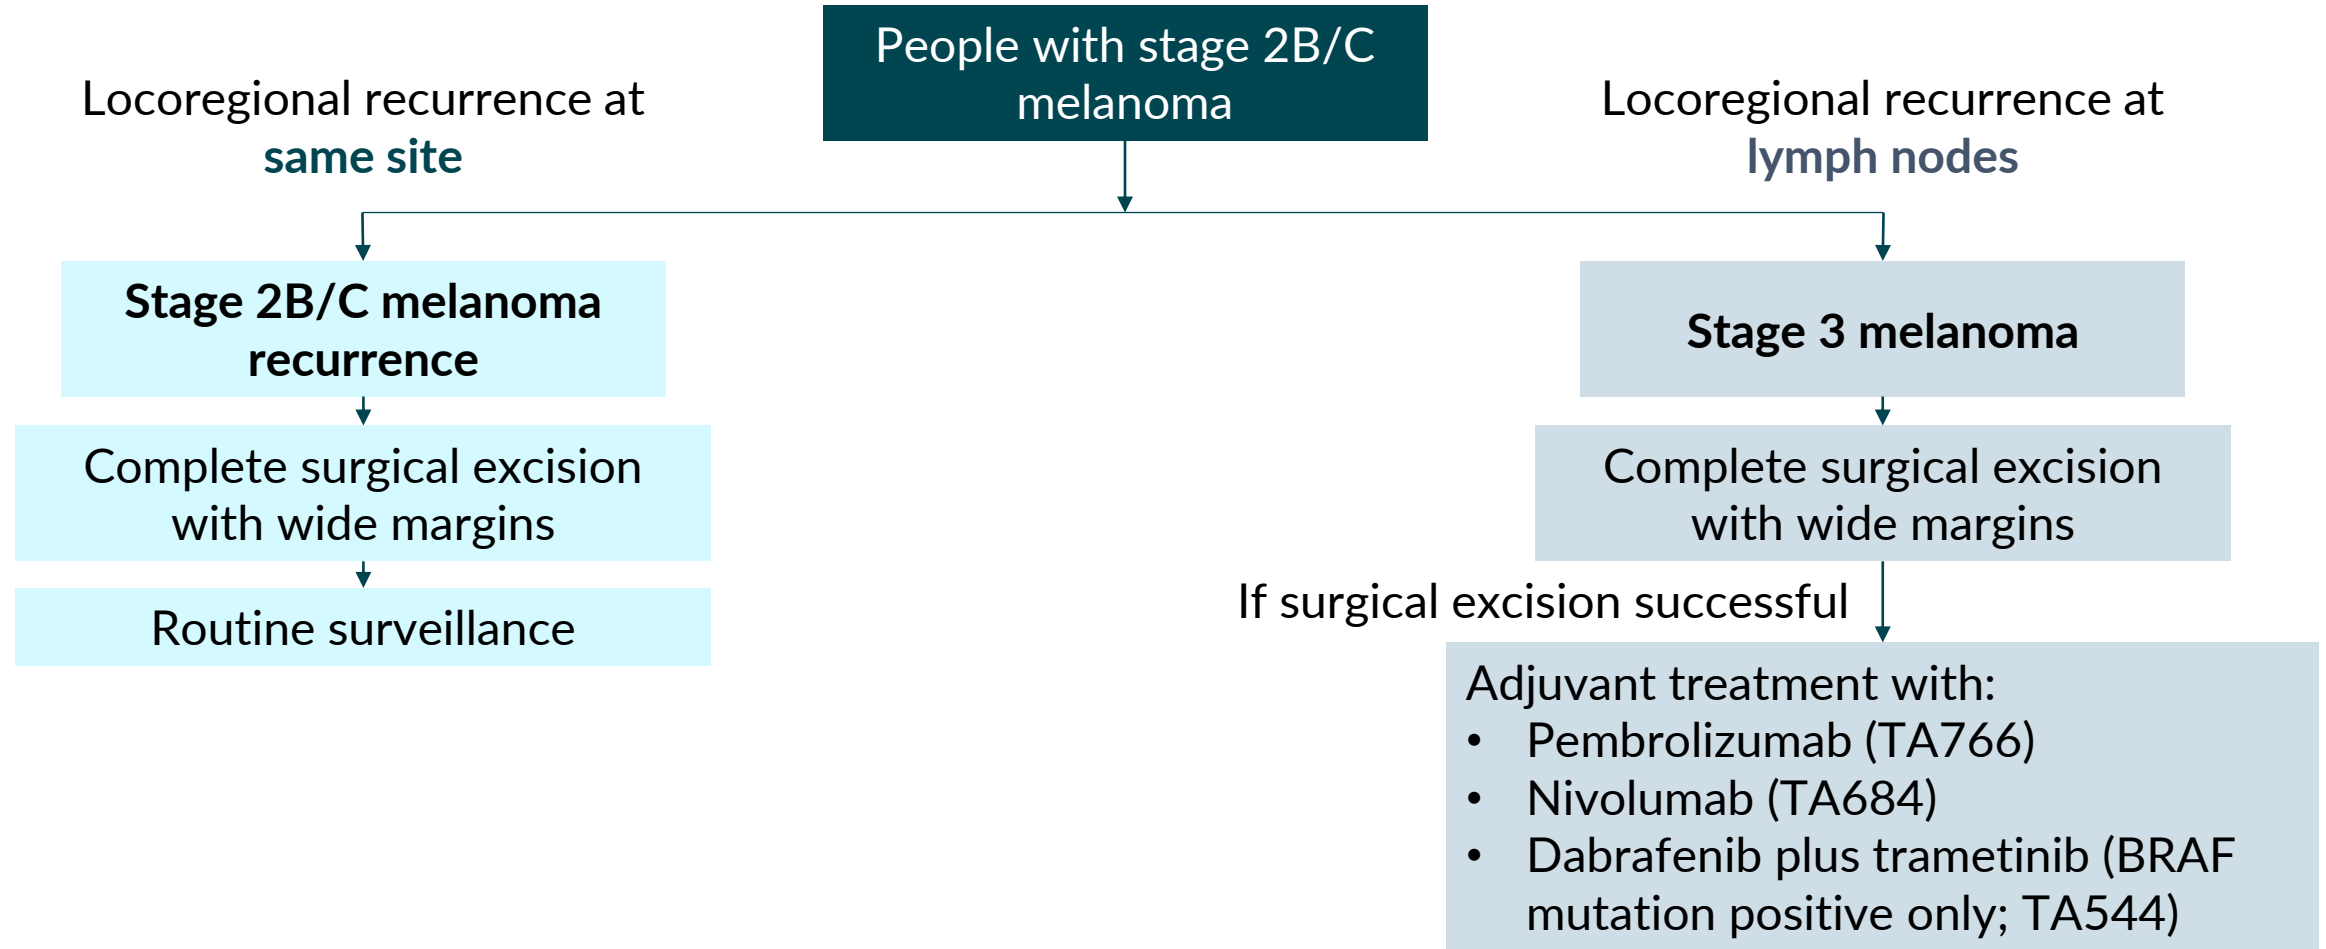 People with stage 2B/C
melanoma
Locoregional recurrence at
same site
Locoregional recurrence at
lymph nodes
Stage 2B/C melanoma
recurrence
Complete surgical excision
with wide margins
Routine surveillance
Stage 3 melanoma
Complete surgical excision
with wide margins
If surgical excision successful
Adjuvant treatment with:
• Pembrolizumab (TA766)
• Nivolumab (TA684)
• Dabrafenib plus trametinib (BRAF
mutation positive only; TA544)